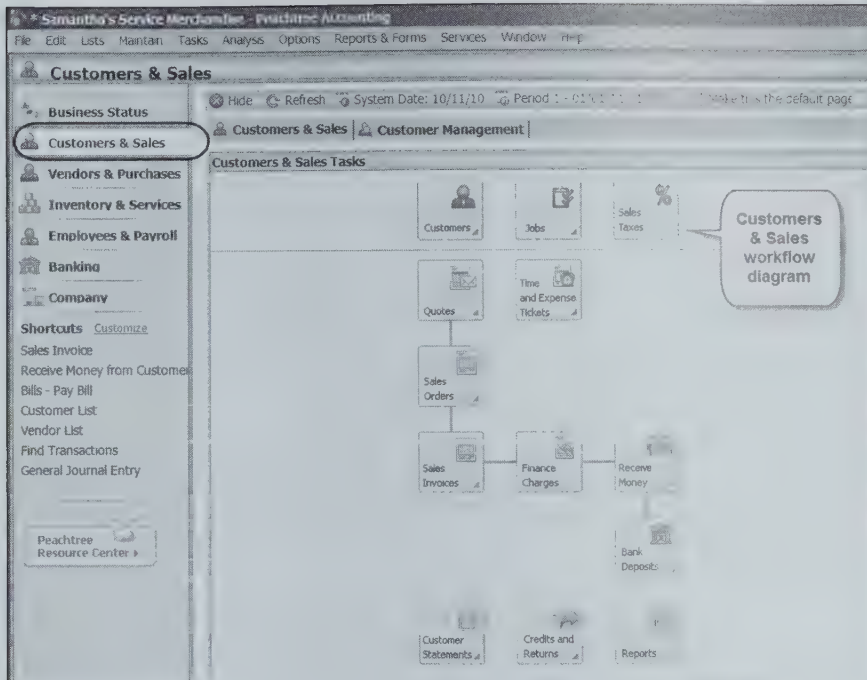 * Samantha's Service Merchandise - Peachtree Accounting
File Edit Lists Maintain Tasks Analysis Options Reports & Forms Services Window Help
Customers & Sales
Business Status
Customers & Sales
Vendors & Purchases
Inventory & Services
Employees & Payroll
Banking
Company
Shortcuts Customize
Sales Invoice
Receive Money from Customer
Bills - Pay Bill
Customer List
Vendor List
Find Transactions
General Journal Entry
Peachtree
Resource Center
Hide Refresh System Date: 10/11/10 Period 1 - the default page
Customers & Sales Customer Management
Customers & Sales Tasks
Customers
Jobs
Sales
Taxes
Customers
& Sales
workflow
diagram
Quotes
Time
and Expense
Tickets
Sales
Orders
Sales
Invoices
Finance
Charges
Receive
Money
Bank
Deposits
Customer
Statements
Credits and
Returns
Reports